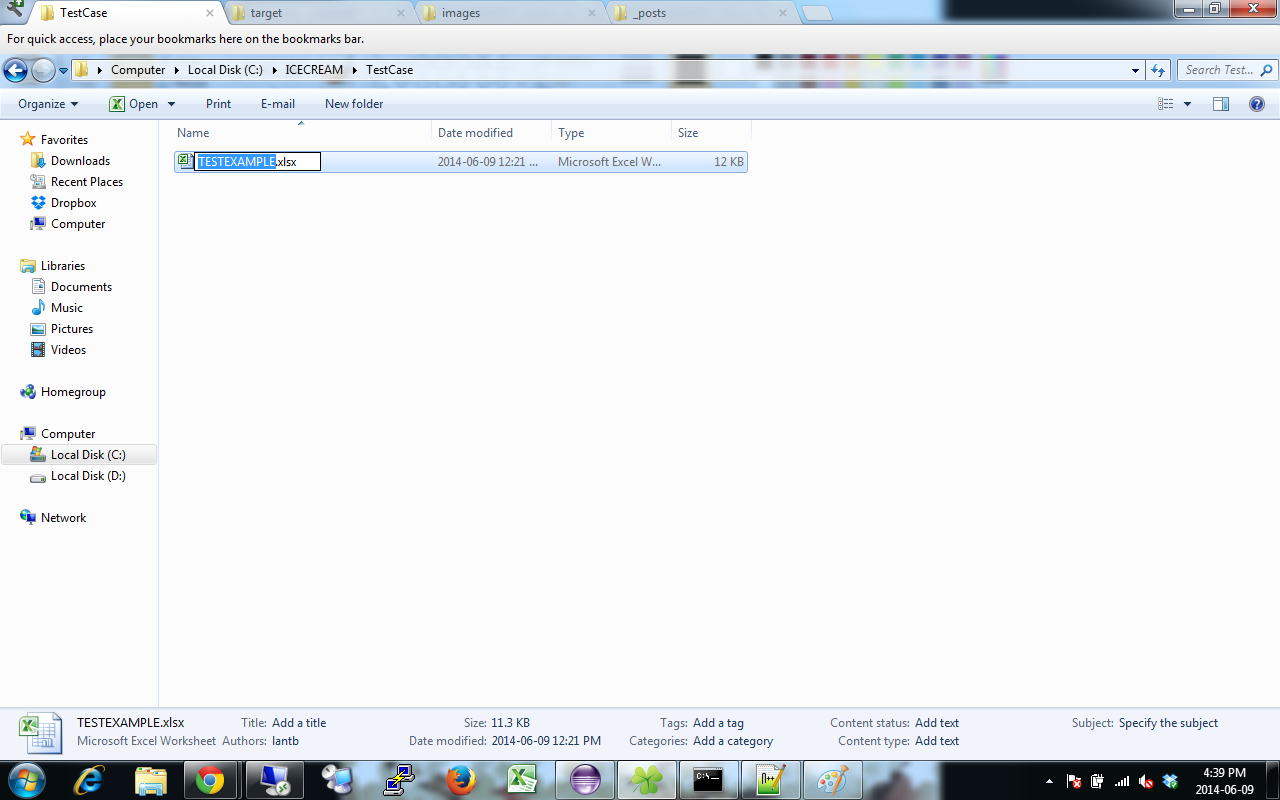 TestCase target images _posts
For quick access, place your bookmarks here on the bookmarks bar.
Computer Local Disk (C:) ICECREAM TestCase Search Test...
Organize Open Print E-mail New folder
Name Date modified Type Size
TESTEXAMPLE.xlsx 2014-06-09 12:21 ... Microsoft Excel W... 12 KB
Favorites
Downloads
Recent Places
Dropbox
Computer
Libraries
Documents
Music
Pictures
Videos
Homegroup
Computer
Local Disk (C:)
Local Disk (D:)
Network
TESTEXAMPLE.xlsx Title: Add a title Size: 11.3 KB Tags: Add a tag Content status: Add text Subject: Specify the subject
Microsoft Excel Worksheet Authors: lantb Date modified: 2014-06-09 12:21 PM Categories: Add a category Content type: Add text
4:39 PM
2014-06-09